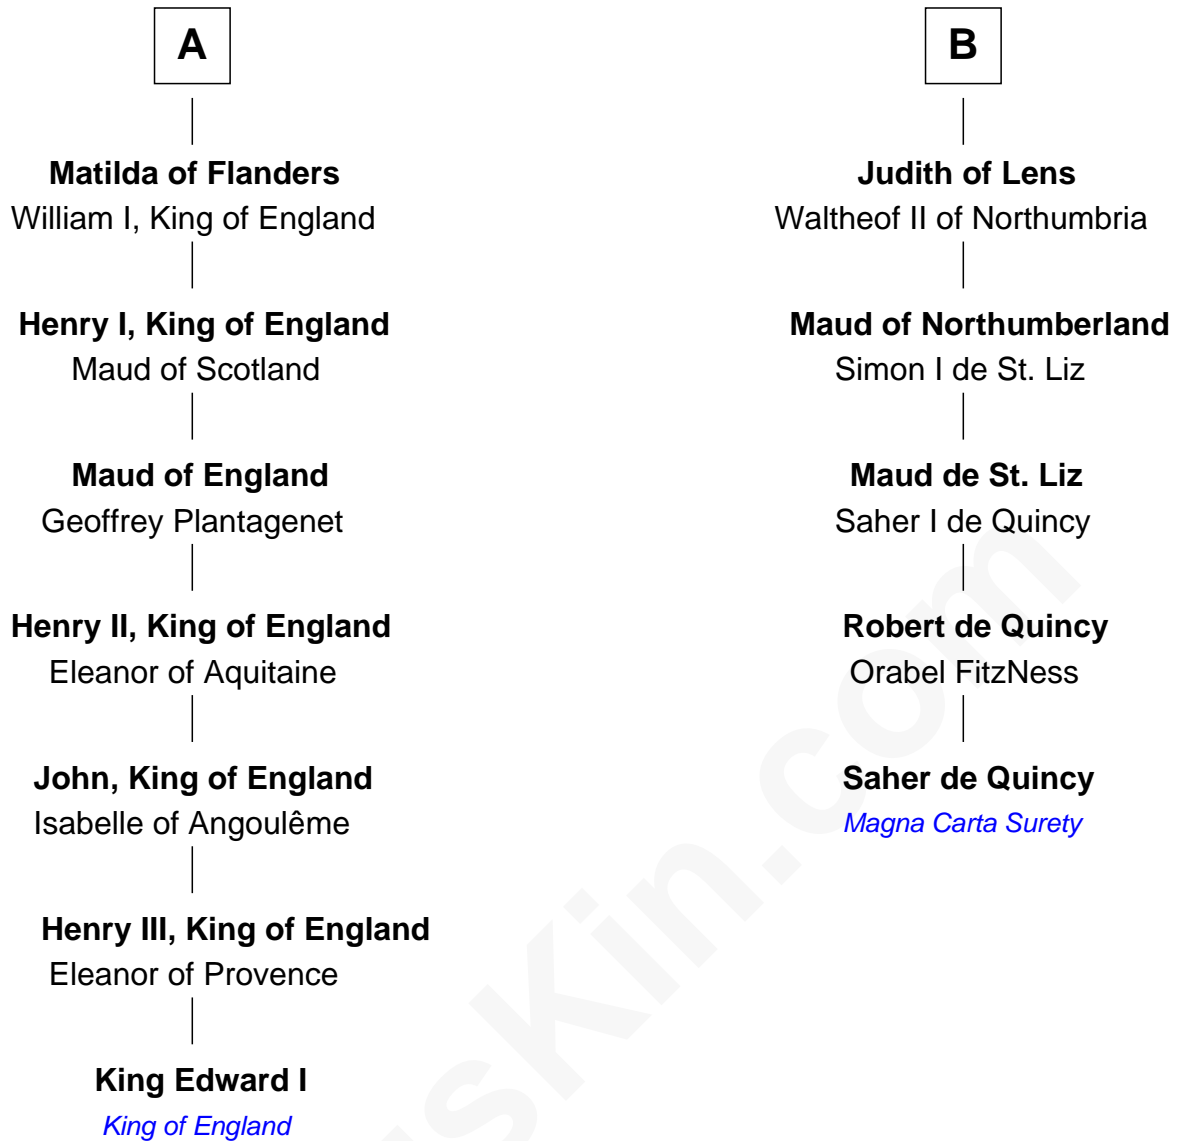 A
Matilda of Flanders
William I, King of England
Henry I, King of England
Maud of Scotland
Maud of England
Geoffrey Plantagenet
Henry II, King of England
Eleanor of Aquitaine
John, King of England
Isabelle of Angoulême
Henry III, King of England
Eleanor of Provence
King Edward I
King of England
B
Judith of Lens
Waltheof II of Northumbria
Maud of Northumberland
Simon I de St. Liz
Maud de St. Liz
Saher I de Quincy
Robert de Quincy
Orabel FitzNess
Saher de Quincy
Magna Carta Surety